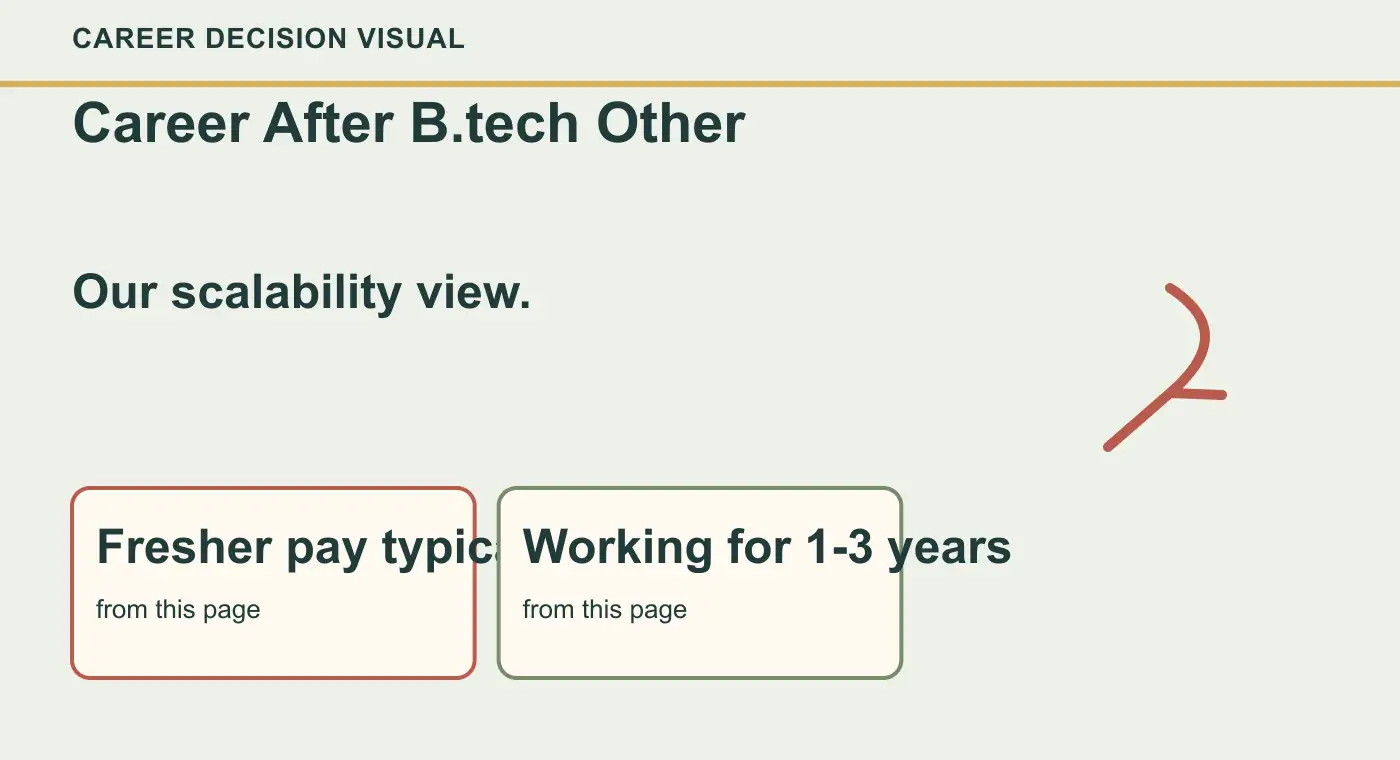 CAREER DECISION VISUAL
Career After B.tech Other
Our scalability view.
Fresher pay
Working for 1-3 years
from this page
from this page